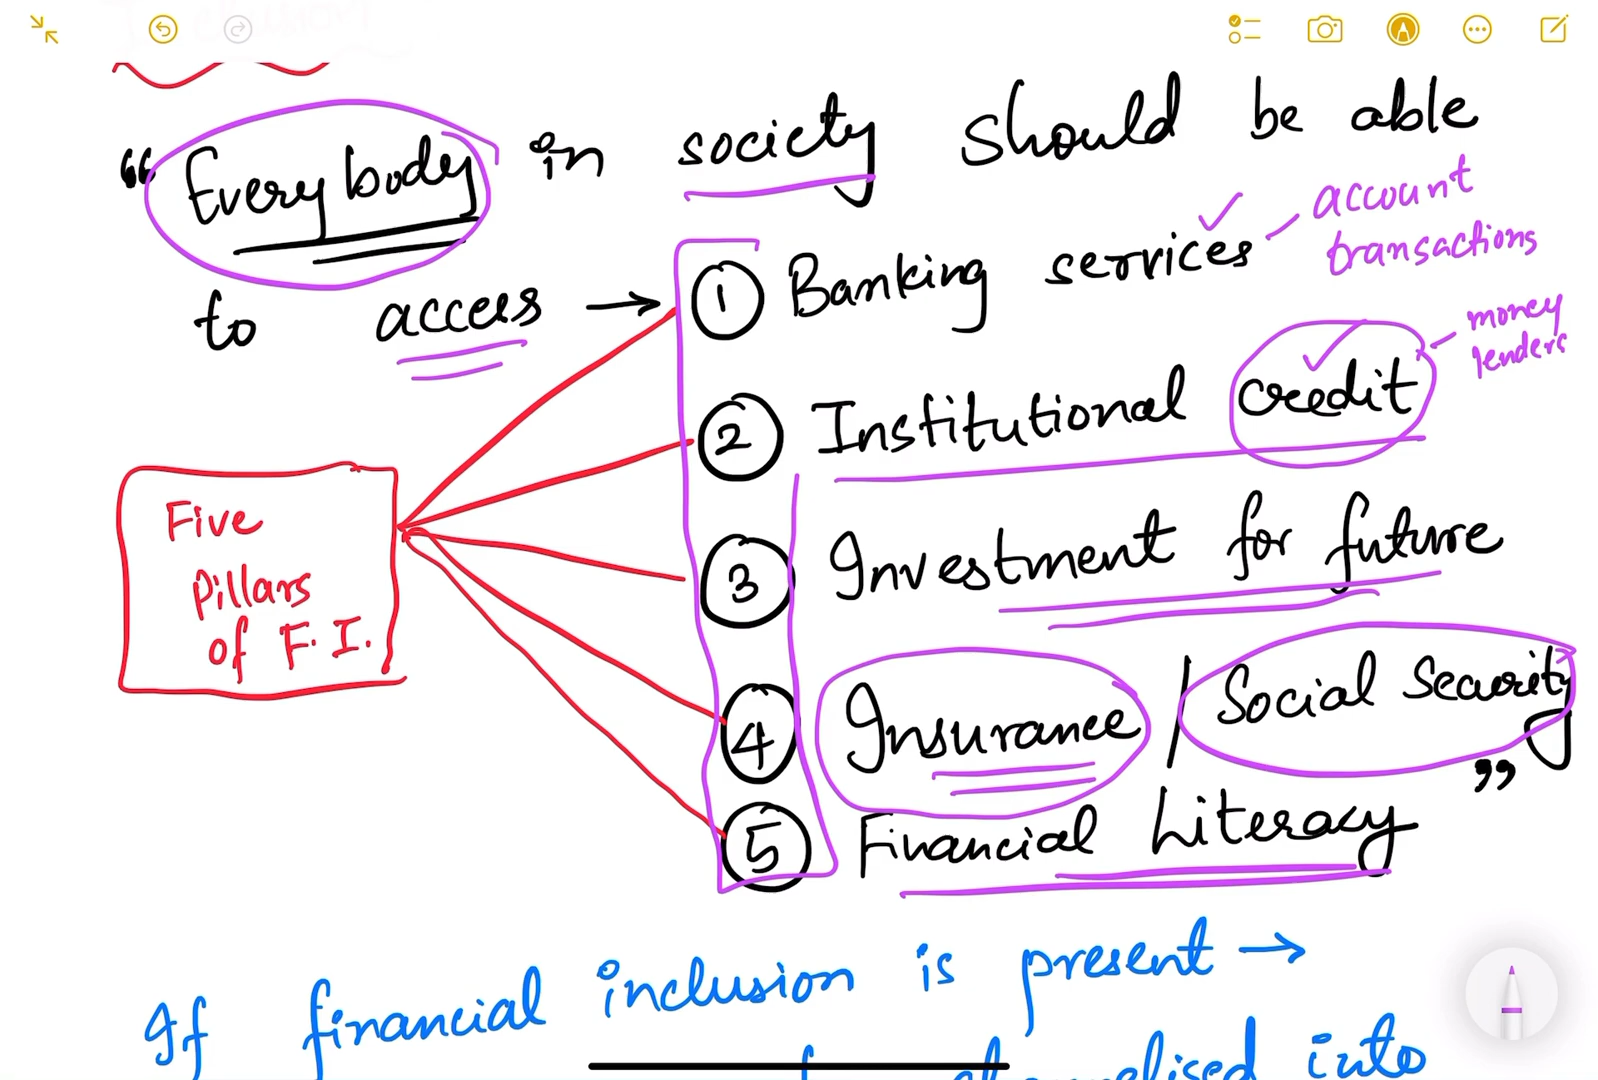 “Everybody in society should be able
to access → ① Banking services
account
transactions
② Institutional credit
money
lenders
③ Investment for future
④ Insurance / Social Security”
⑤ Financial Literacy
Five
Pillars
of F.I.
If financial inclusion is present →
channelised into